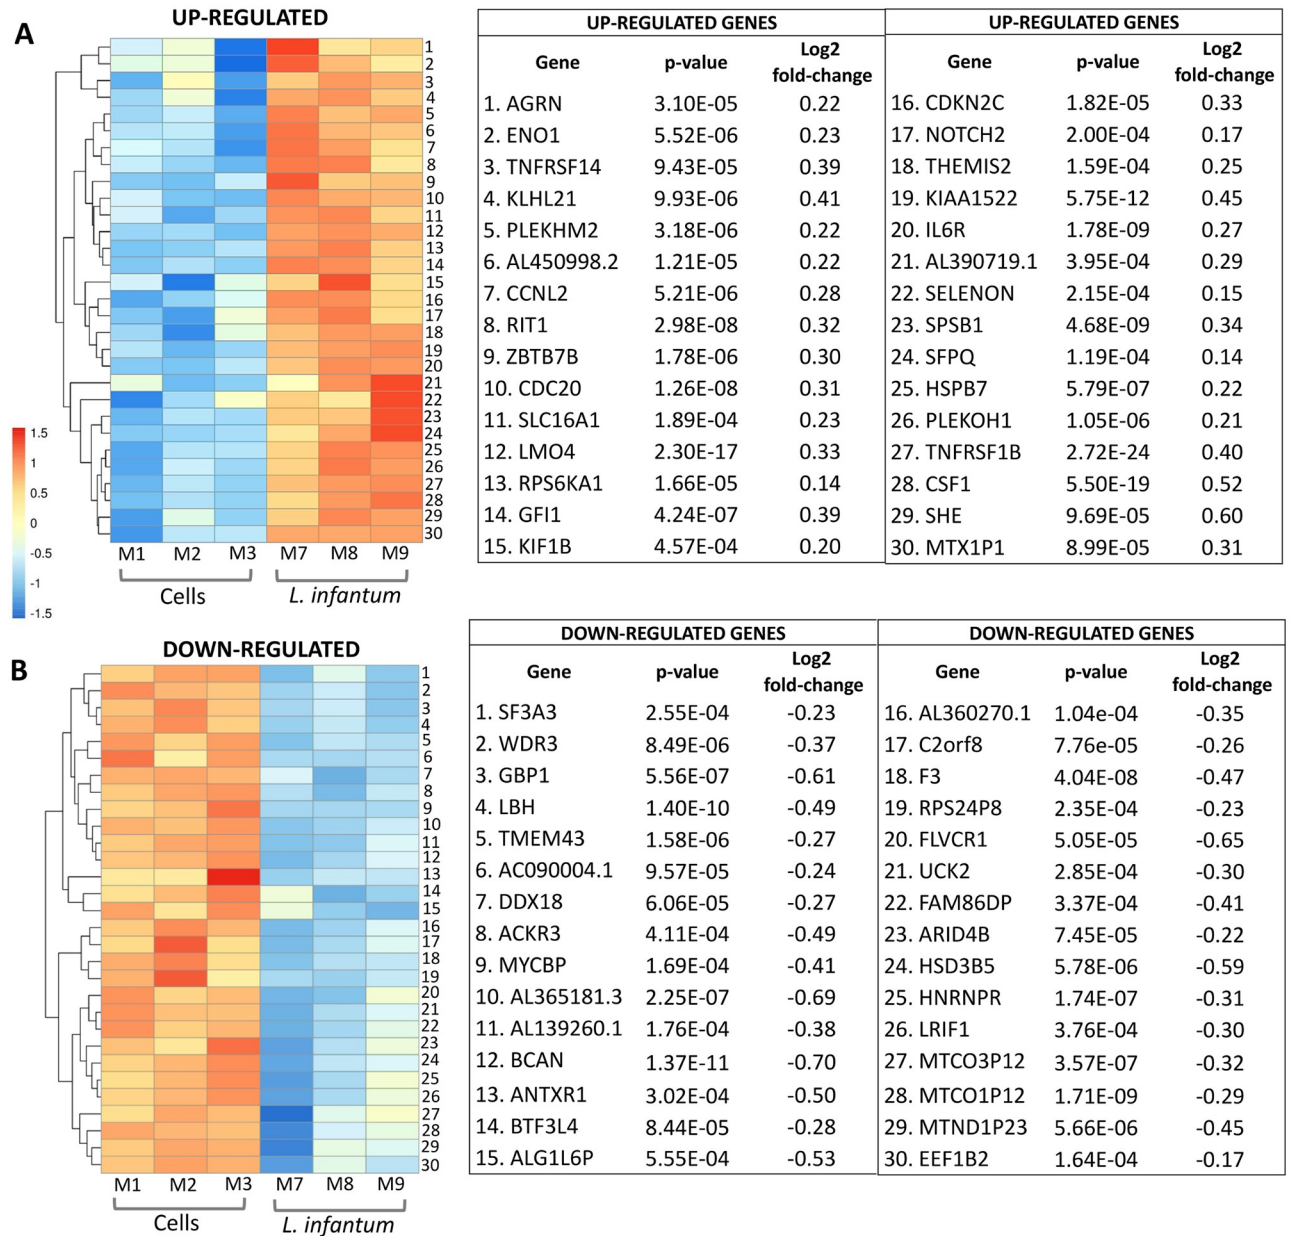 A
UP-REGULATED
1
2
3
4
5
6
7
8
9
10
11
12
13
14
15
16
17
18
19
20
21
22
23
24
25
26
27
28
29
30
1.5
1
0.5
0
-0.5
-1
-1.5
M1 M2 M3 M7 M8 M9
Cells L. infantum
UP-REGULATED GENES
Gene p-value Log2 fold-change
1. AGRN 3.10E-05 0.22
2. ENO1 5.52E-06 0.23
3. TNFRSF14 9.43E-05 0.39
4. KLHL21 9.93E-06 0.41
5. PLEKHM2 3.18E-06 0.22
6. AL450998.2 1.21E-05 0.22
7. CCNL2 5.21E-06 0.28
8. RIT1 2.98E-08 0.32
9. ZBTB7B 1.78E-06 0.30
10. CDC20 1.26E-08 0.31
11. SLC16A1 1.89E-04 0.23
12. LMO4 2.30E-17 0.33
13. RPS6KA1 1.66E-05 0.14
14. GFI1 4.24E-07 0.39
15. KIF1B 4.57E-04 0.20
UP-REGULATED GENES
Gene p-value Log2 fold-change
16. CDKN2C 1.82E-05 0.33
17. NOTCH2 2.00E-04 0.17
18. THEMIS2 1.59E-04 0.25
19. KIAA1522 5.75E-12 0.45
20. IL6R 1.78E-09 0.27
21. AL390719.1 3.95E-04 0.29
22. SELENON 2.15E-04 0.15
23. SPSB1 4.68E-09 0.34
24. SFPQ 1.19E-04 0.14
25. HSPB7 5.79E-07 0.22
26. PLEKOH1 1.05E-06 0.21
27. TNFRSF1B 2.72E-24 0.40
28. CSF1 5.50E-19 0.52
29. SHE 9.69E-05 0.60
30. MTX1P1 8.99E-05 0.31
B
DOWN-REGULATED
1
2
3
4
5
6
7
8
9
10
11
12
13
14
15
16
17
18
19
20
21
22
23
24
25
26
27
28
29
30
M1 M2 M3 M7 M8 M9
Cells L. infantum
DOWN-REGULATED GENES
Gene p-value Log2 fold-change
1. SF3A3 2.55E-04 -0.23
2. WDR3 8.49E-06 -0.37
3. GBP1 5.56E-07 -0.61
4. LBH 1.40E-10 -0.49
5. TMEM43 1.58E-06 -0.27
6. AC090004.1 9.57E-05 -0.24
7. DDX18 6.06E-05 -0.27
8. ACKR3 4.11E-04 -0.49
9. MYCBP 1.69E-04 -0.41
10. AL365181.3 2.25E-07 -0.69
11. AL139260.1 1.76E-04 -0.38
12. BCAN 1.37E-11 -0.70
13. ANTXR1 3.02E-04 -0.50
14. BTF3L4 8.44E-05 -0.28
15. ALG1L6P 5.55E-04 -0.53
DOWN-REGULATED GENES
Gene p-value Log2 fold-change
16. AL360270.1 1.04e-04 -0.35
17. C2orf8 7.76e-05 -0.26
18. F3 4.04E-08 -0.47
19. RPS24P8 2.35E-04 -0.23
20. FLVCR1 5.05E-05 -0.65
21. UCK2 2.85E-04 -0.30
22. FAM86DP 3.37E-04 -0.41
23. ARID4B 7.45E-05 -0.22
24. HSD3B5 5.78E-06 -0.59
25. HNRNPR 1.74E-07 -0.31
26. LRIF1 3.76E-04 -0.30
27. MTCO3P12 3.57E-07 -0.32
28. MTCO1P12 1.71E-09 -0.29
29. MTND1P23 5.66E-06 -0.45
30. EEF1B2 1.64E-04 -0.17